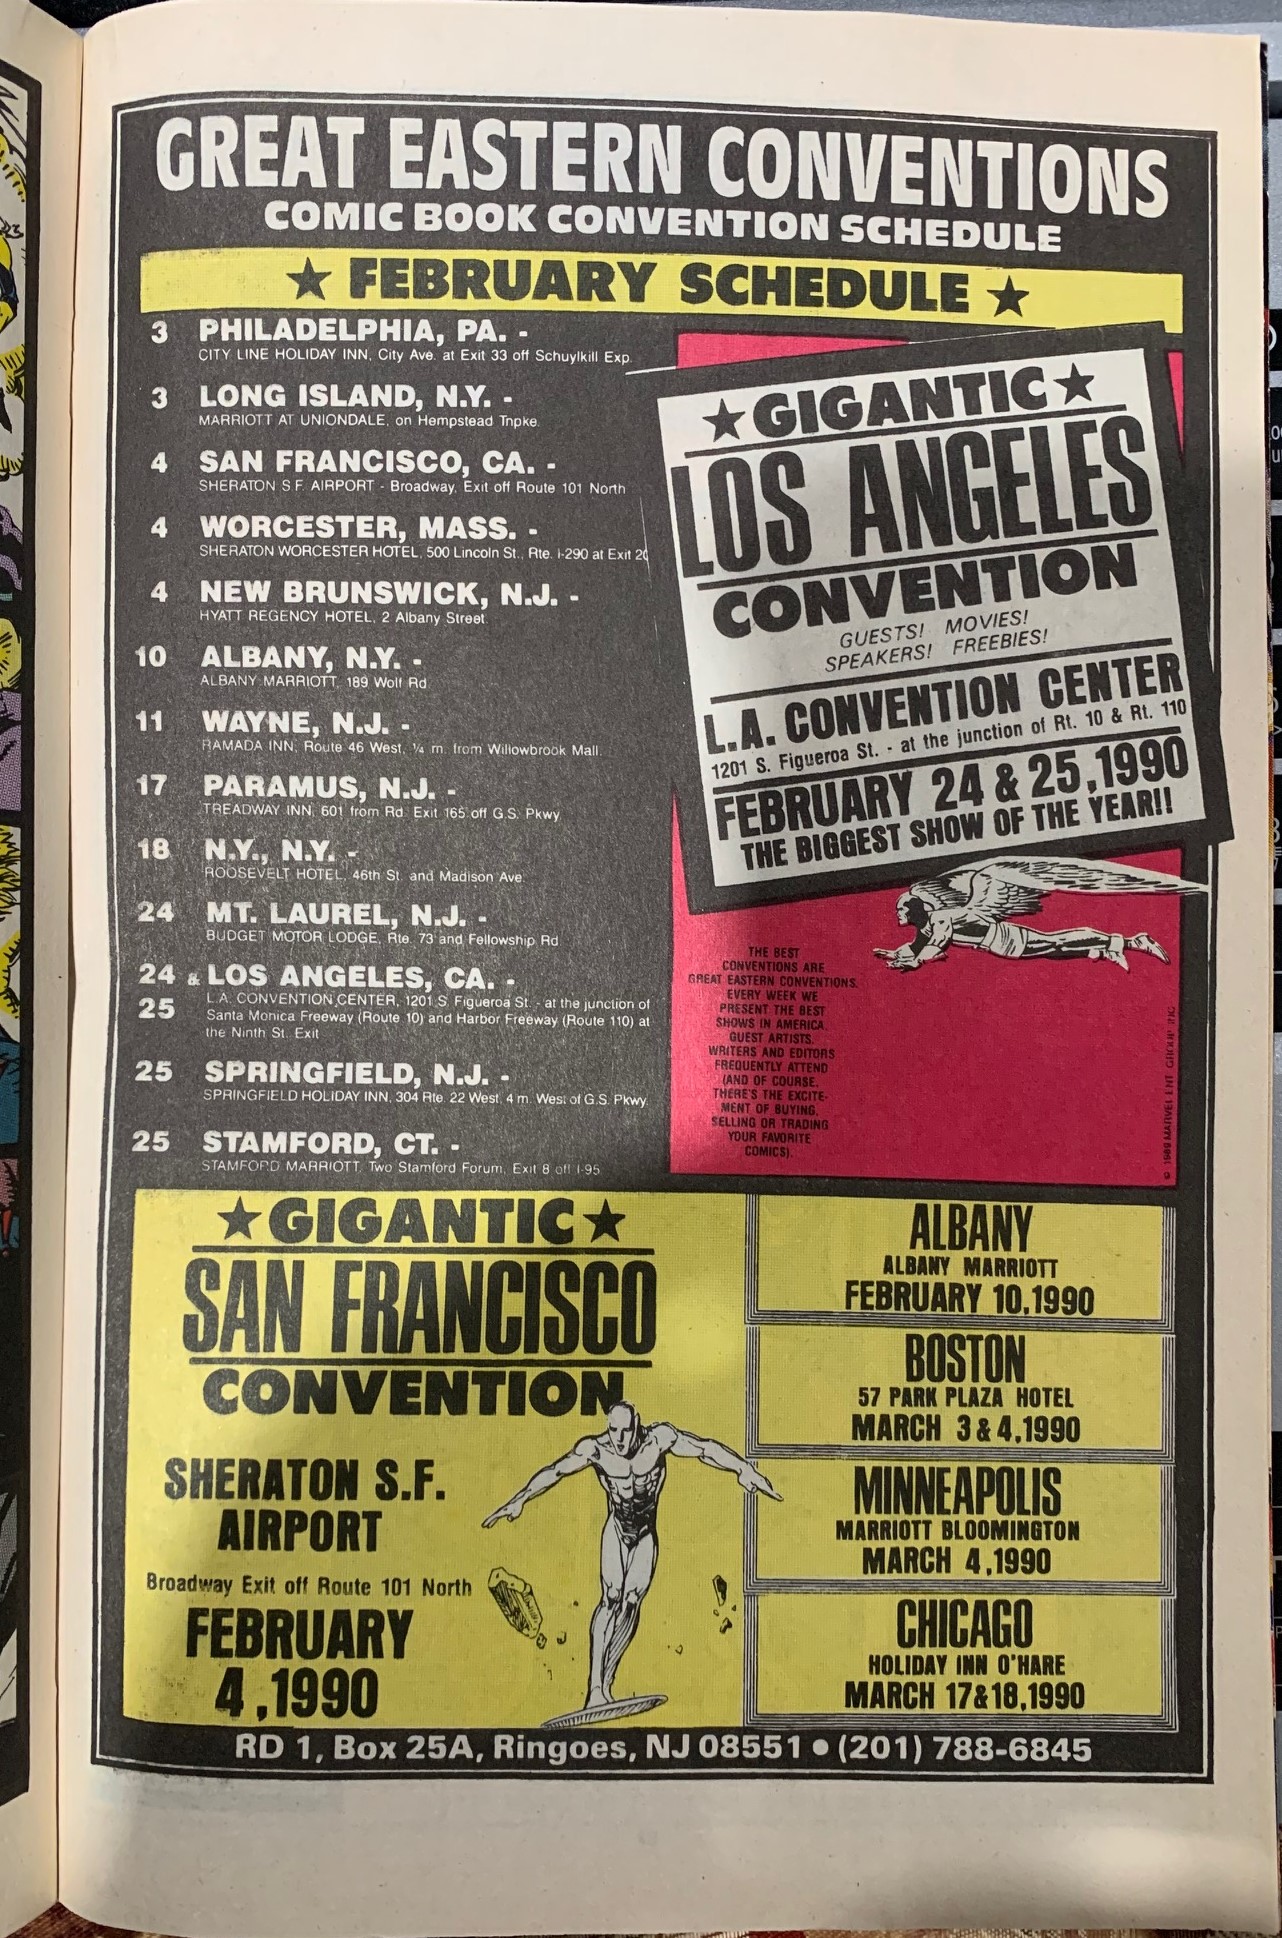 GREAT EASTERN CONVENTIONS
COMIC BOOK CONVENTION SCHEDULE
★ FEBRUARY SCHEDULE ★
3 PHILADELPHIA, PA. -
CITY LINE HOLIDAY INN, City Ave. at Exit 33 off Schuylkill Exp.
3 LONG ISLAND, N.Y. -
MARRIOTT AT UNIONDALE, on Hempstead Tnpke.
4 SAN FRANCISCO, CA. -
SHERATON S.F. AIRPORT - Broadway, Exit off Route 101 North
4 WORCESTER, MASS. -
SHERATON WORCESTER HOTEL, 500 Lincoln St., Rte. I-290 at Exit 20
4 NEW BRUNSWICK, N.J. -
HYATT REGENCY HOTEL, 2 Albany Street
10 ALBANY, N.Y. -
ALBANY MARRIOTT, 189 Wolf Rd.
11 WAYNE, N.J. -
RAMADA INN, Route 46 West, ¼ m. from Willowbrook Mall.
17 PARAMUS, N.J. -
TREADWAY INN, 601 from Rd. Exit 165 off G.S. Pkwy.
18 N.Y., N.Y. -
ROOSEVELT HOTEL, 46th St. and Madison Ave.
24 MT. LAUREL, N.J. -
BUDGET MOTOR LODGE, Rte. 73 and Fellowship Rd.
24 & LOS ANGELES, CA. -
25 L.A. CONVENTION CENTER, 1201 S. Figueroa St. - at the junction of
Santa Monica Freeway (Route 10) and Harbor Freeway (Route 110) at
the Ninth St. Exit
25 SPRINGFIELD, N.J. -
SPRINGFIELD HOLIDAY INN, 304 Rte. 22 West, 4 m. West of G.S. Pkwy.
25 STAMFORD, CT. -
STAMFORD MARRIOTT, Two Stamford Forum, Exit 8 off I-95
★ GIGANTIC ★
LOS ANGELES
CONVENTION
GUESTS! MOVIES!
SPEAKERS! FREEBIES!
L.A. CONVENTION CENTER
1201 S. Figueroa St. - at the junction of Rt. 10 & Rt. 110
FEBRUARY 24 & 25, 1990
THE BIGGEST SHOW OF THE YEAR!!
THE BEST
CONVENTIONS ARE
GREAT EASTERN CONVENTIONS.
EVERY WEEK WE
PRESENT THE BEST
SHOWS IN AMERICA.
GUEST ARTISTS,
WRITERS AND EDITORS
FREQUENTLY ATTEND
(AND OF COURSE,
THERE'S THE EXCITE-
MENT OF BUYING,
SELLING OR TRADING
YOUR FAVORITE
COMICS).
© 1989 MARVEL ENT. GROUP, INC.
★ GIGANTIC ★
SAN FRANCISCO
CONVENTION
SHERATON S.F.
AIRPORT
Broadway Exit off Route 101 North
FEBRUARY
4, 1990
ALBANY
ALBANY MARRIOTT
FEBRUARY 10, 1990
BOSTON
57 PARK PLAZA HOTEL
MARCH 3 & 4, 1990
MINNEAPOLIS
MARRIOTT BLOOMINGTON
MARCH 4, 1990
CHICAGO
HOLIDAY INN O'HARE
MARCH 17 & 18, 1990
RD 1, Box 25A, Ringoes, NJ 08551 • (201) 788-6845